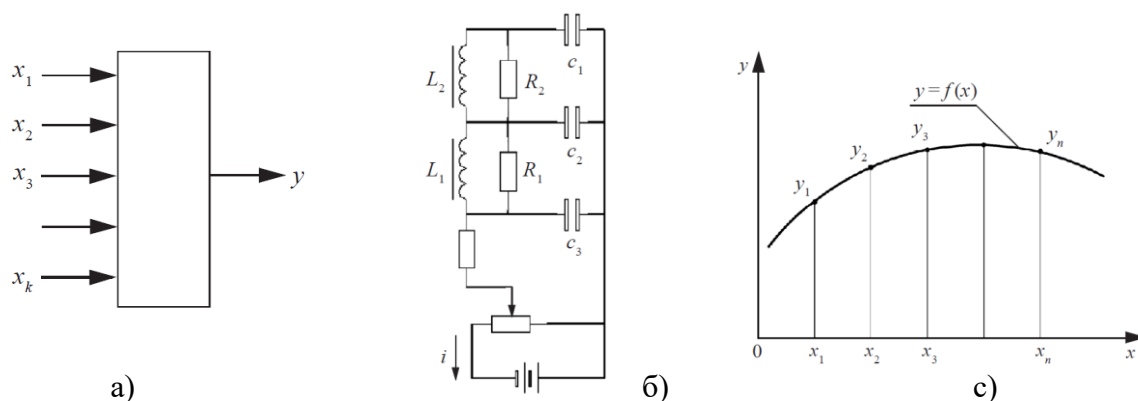 x₁
x₂
x₃
xₖ
y
а)
L₂
R₂
c₁
L₁
R₁
c₂
c₃
i
б)
y
y = f(x)
y₁
y₂
y₃
yₙ
0
x₁
x₂
x₃
xₙ
x
с)